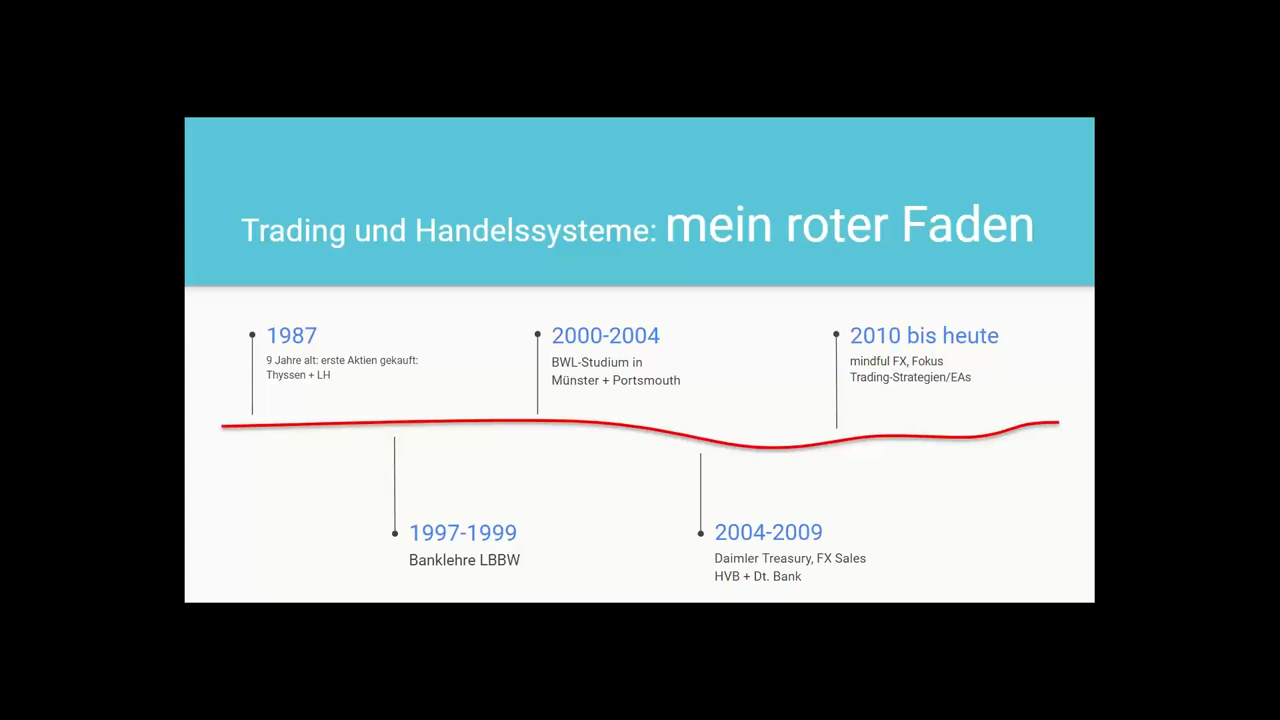 Trading und Handelssysteme: mein roter Faden
1987
9 Jahre alt: erste Aktien gekauft:
Thyssen + LH
2000-2004
BWL-Studium in
Münster + Portsmouth
2010 bis heute
mindful FX, Fokus
Trading-Strategien/EAs
1997-1999
Banklehre LBBW
2004-2009
Daimler Treasury, FX Sales
HVB + Dt. Bank